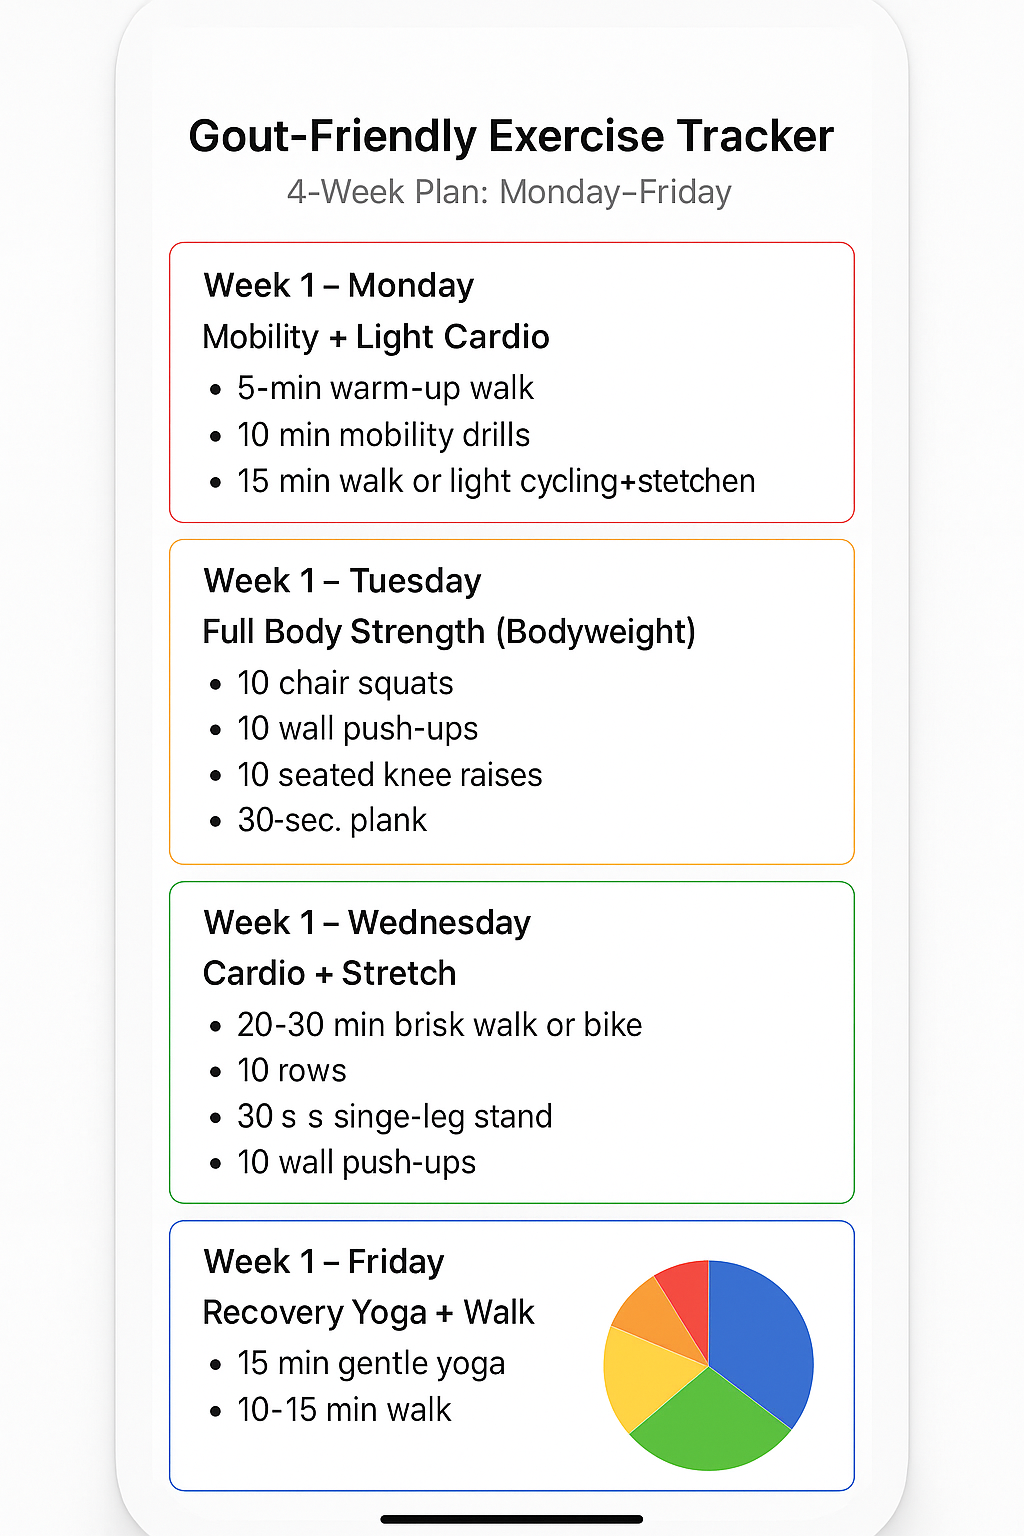 Gout-Friendly Exercise Tracker
4-Week Plan: Monday–Friday
Week 1 – Monday
Mobility + Light Cardio
• 5-min warm-up walk
• 10 min mobility drills
• 15 min walk or light cycling+stetchen
Week 1 – Tuesday
Full Body Strength (Bodyweight)
• 10 chair squats
• 10 wall push-ups
• 10 seated knee raises
• 30-sec. plank
Week 1 – Wednesday
Cardio + Stretch
• 20-30 min brisk walk or bike
• 10 rows
• 30 s s singe-leg stand
• 10 wall push-ups
Week 1 – Friday
Recovery Yoga + Walk
• 15 min gentle yoga
• 10-15 min walk